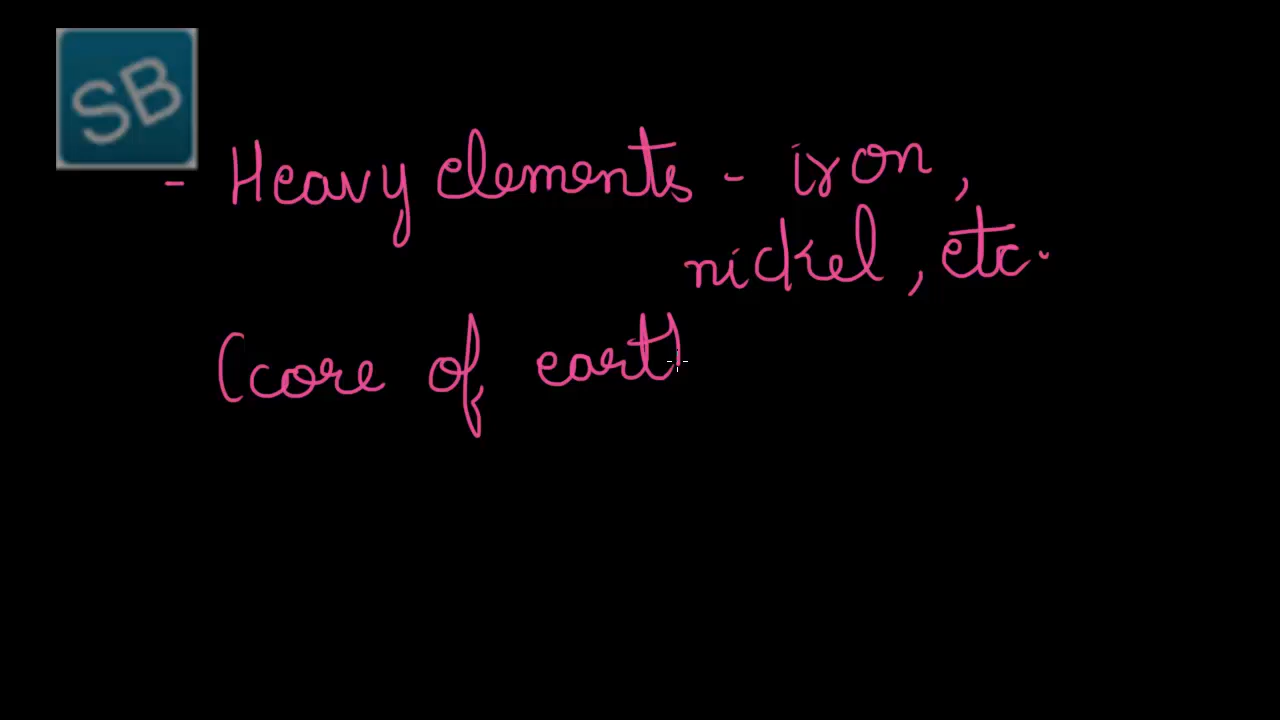 SB
- Heavy elements - iron,
nickel, etc.
(core of eart